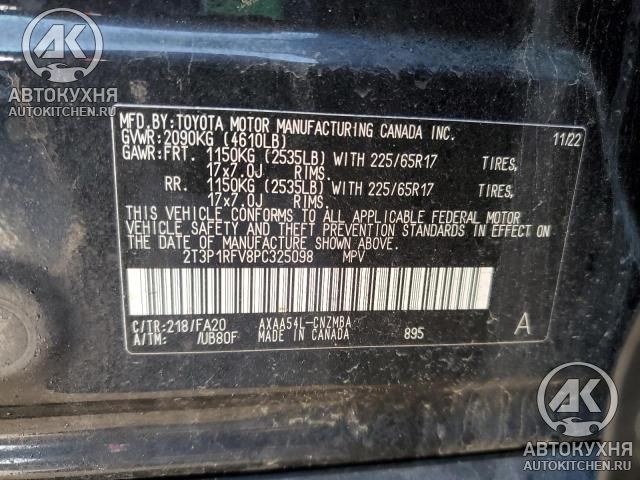 AK
АВТОКУХНЯ
AUTOKITCHEN.RU
MFD.BY:TOYOTA MOTOR MANUFACTURING CANADA INC.
GVWR:2090KG (4610LB) 11/22
GAWR:FRT. 1150KG (2535LB) WITH 225/65R17 TIRES,
17x7.0J RIMS.
RR. 1150KG (2535LB) WITH 225/65R17 TIRES,
17x7.0J RIMS.
THIS VEHICLE CONFORMS TO ALL APPLICABLE FEDERAL MOTOR
VEHICLE SAFETY AND THEFT PREVENTION STANDARDS IN EFFECT ON
THE DATE OF MANUFACTURE SHOWN ABOVE.
2T3P1RFV8PC325098 MPV
C/TR:218/FA20 AXAA54L-CNZMBA A
A/TM: /UB80F MADE IN CANADA 895
AK
АВТОКУХНЯ
AUTOKITCHEN.RU